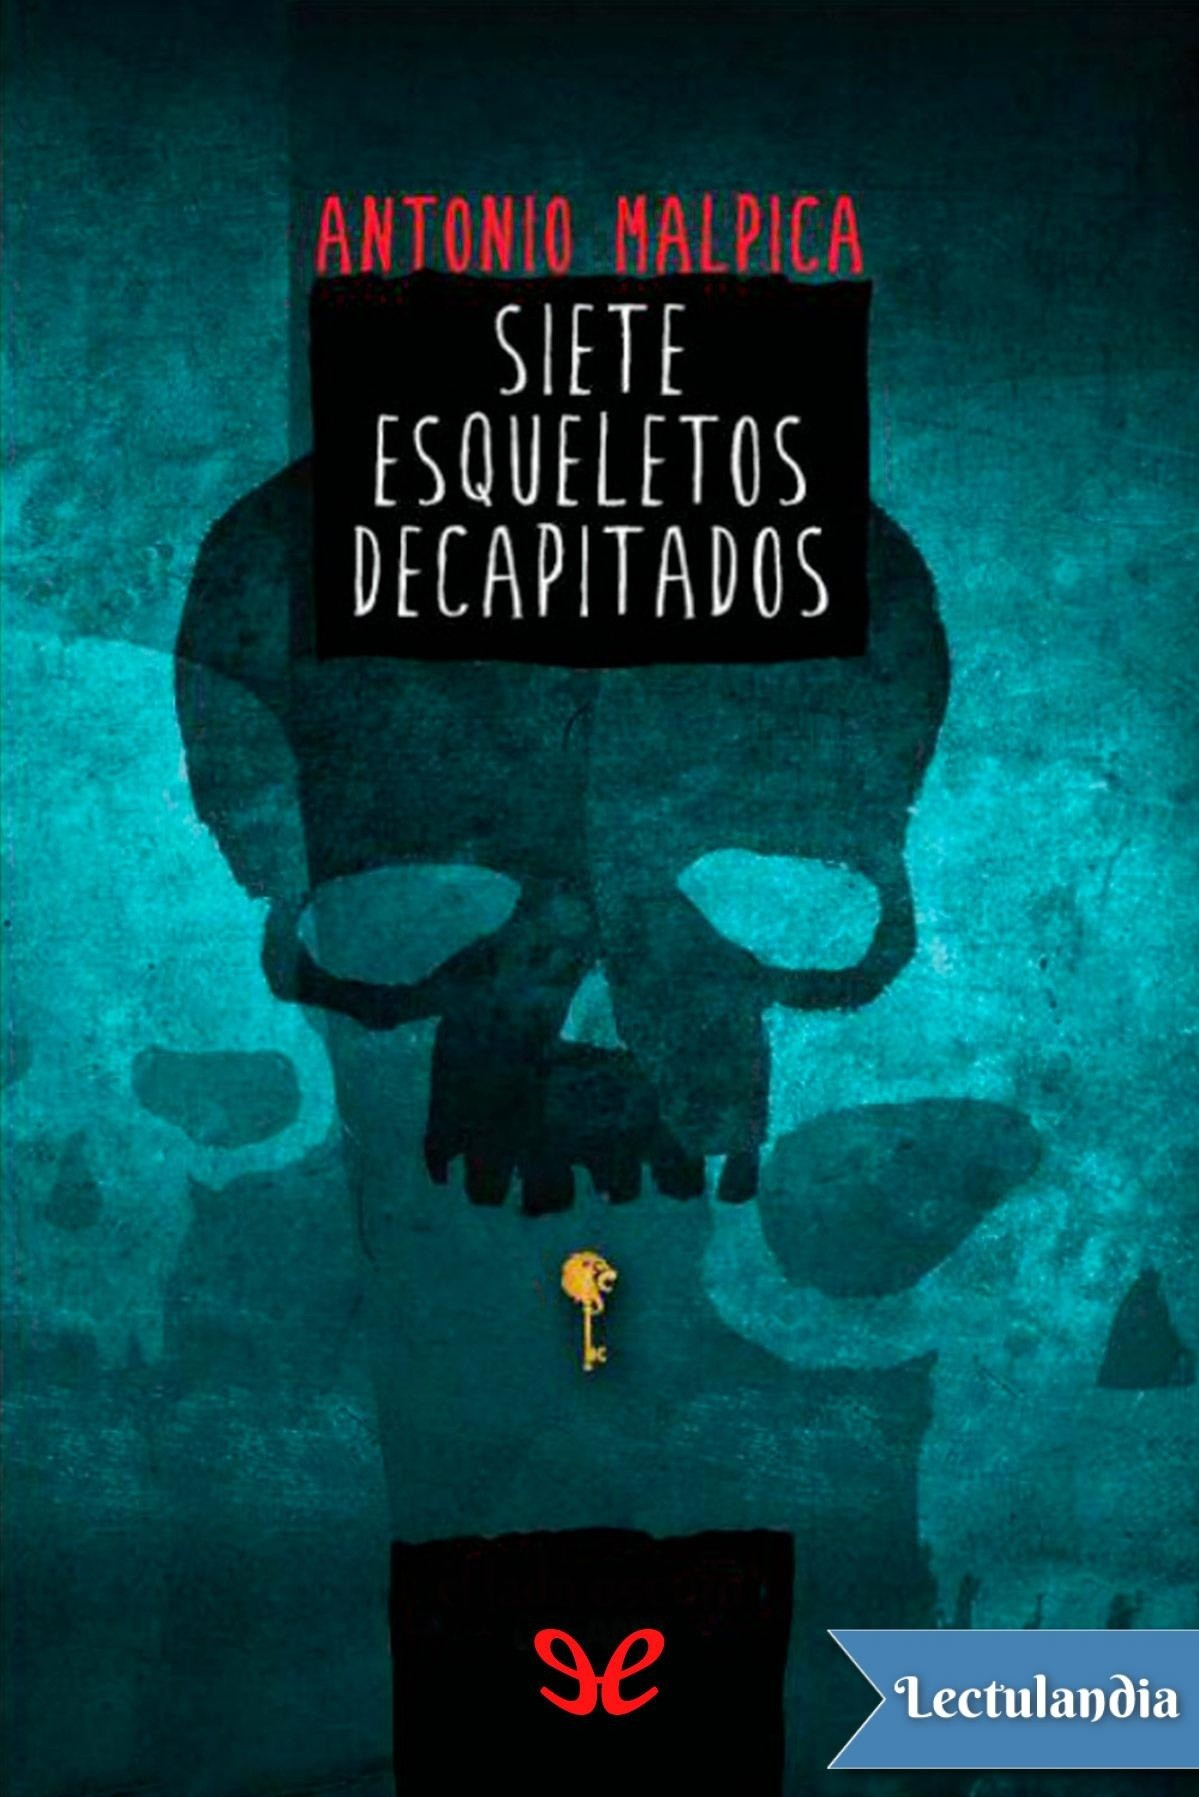 ANTONIO MALPICA
SIETE
ESQUELETOS
DECAPITADOS
Lectulandia